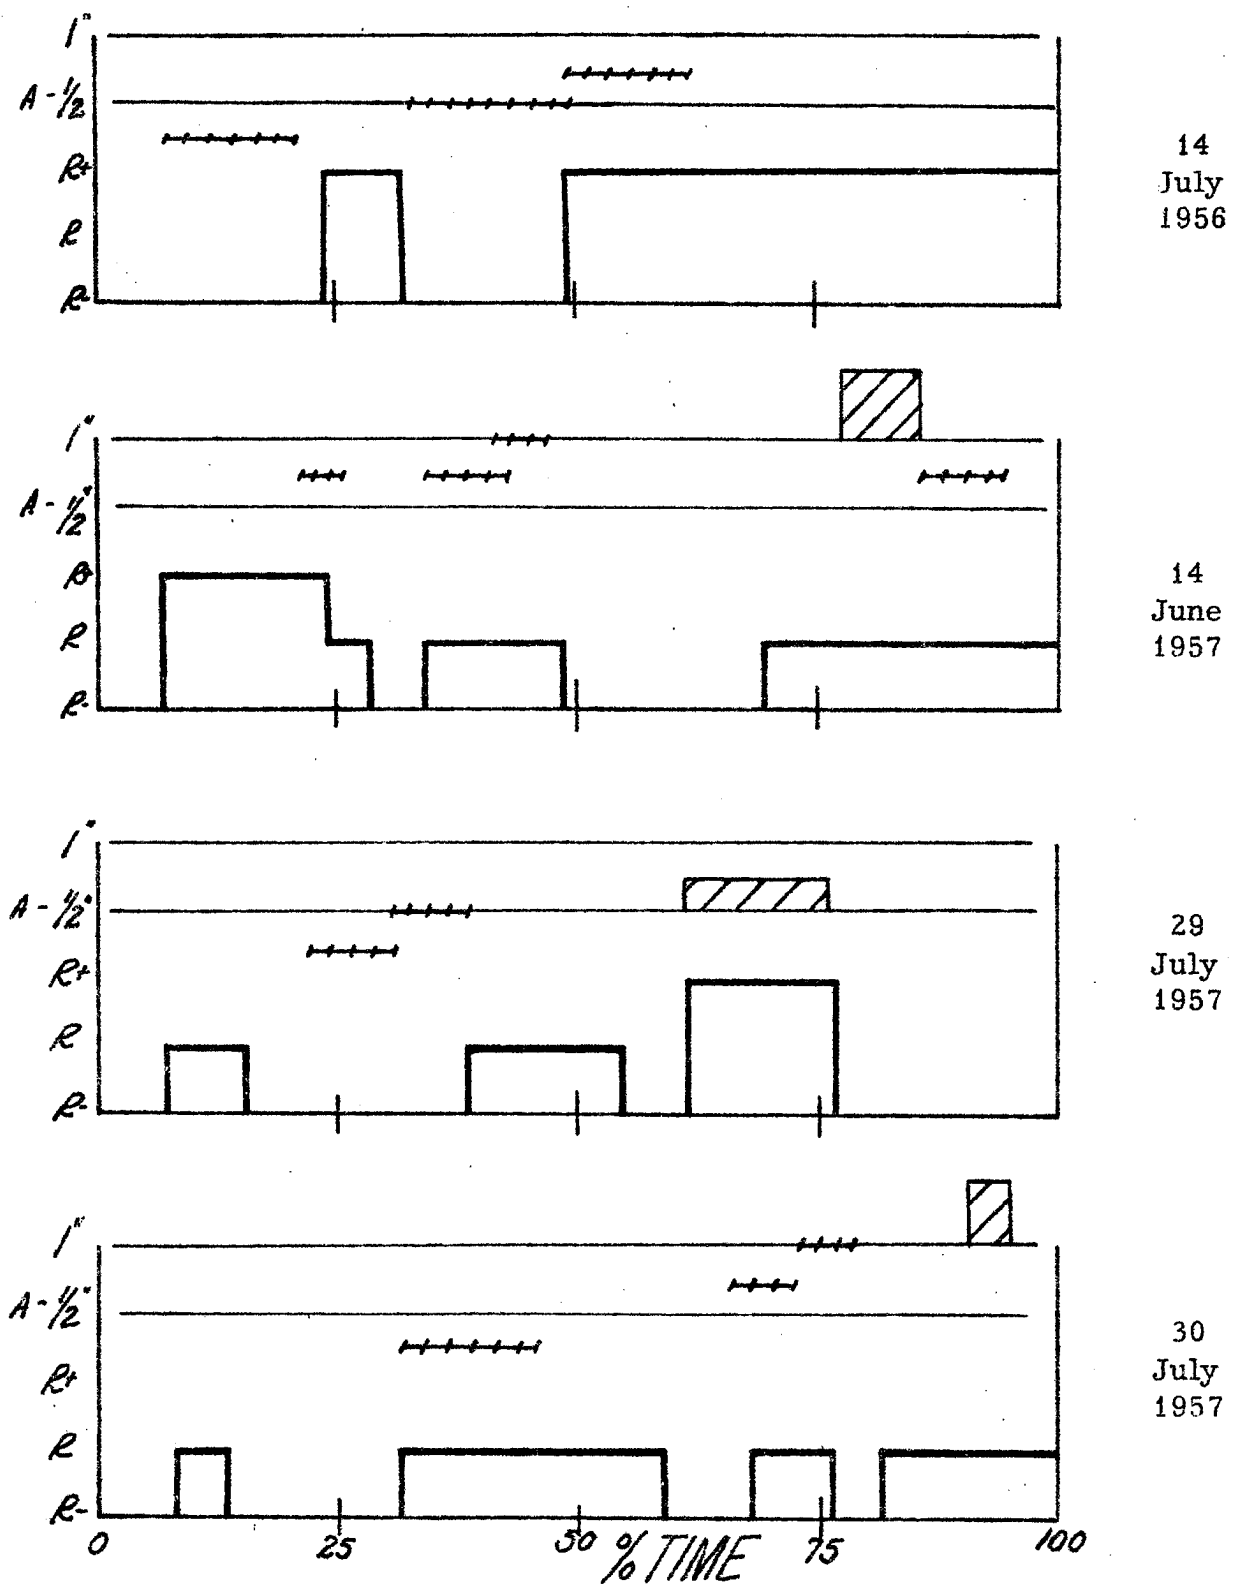 1"
A - 1/2
R+
R
R-
14
July
1956
1"
A - 1/2"
R+
R
R-
14
June
1957
1"
A - 1/2"
R+
R
R-
29
July
1957
1"
A - 1/2"
R+
R
R-
30
July
1957
0 25 50 75 100
% TIME